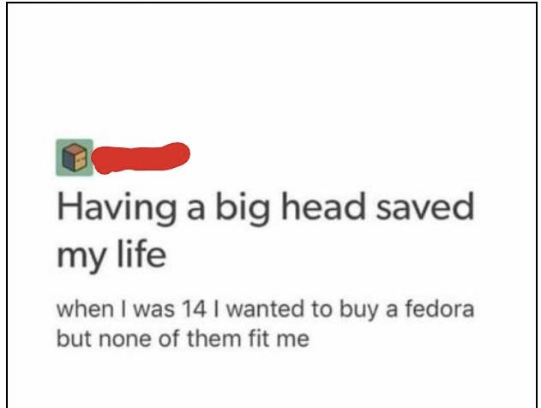 Having a big head saved
my life
when I was 14 I wanted to buy a fedora
but none of them fit me